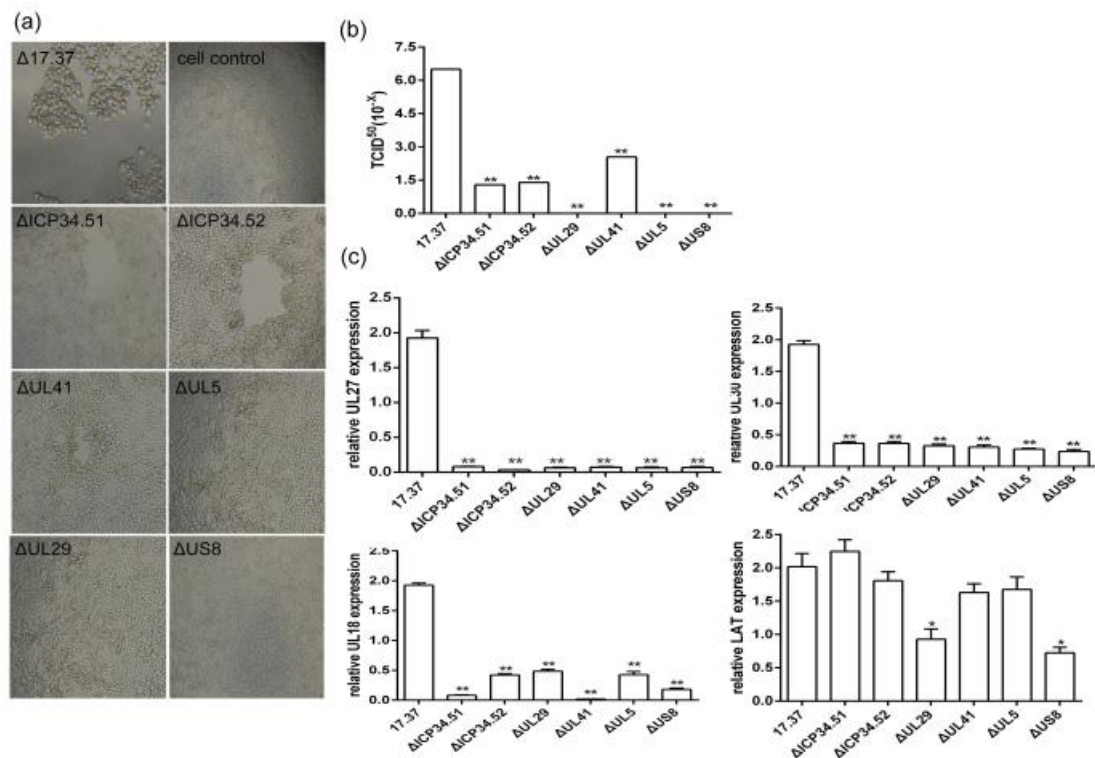 (a)
Δ17.37
cell control
ΔICP34.51
ΔICP34.52
ΔUL41
ΔUL5
ΔUL29
ΔUS8
(b)
TCID⁵⁰(10⁻ˣ)
7.5
6.0
4.5
3.0
1.5
0.0
**
**
**
**
**
**
17.37
ΔICP34.51
ΔICP34.52
ΔUL29
ΔUL41
ΔUL5
ΔUS8
(c)
relative UL27 expression
2.5
2.0
1.5
1.0
0.5
0.0
**
**
**
**
**
**
17.37
ΔICP34.51
ΔICP34.52
ΔUL29
ΔUL41
ΔUL5
ΔUS8
relative UL30 expression
2.5
2.0
1.5
1.0
0.5
0.0
**
**
**
**
**
**
17.37
ICP34.51
ICP34.52
ΔUL29
ΔUL41
ΔUL5
ΔUS8
relative UL18 expression
2.5
2.0
1.5
1.0
0.5
0.0
**
**
**
**
**
**
17.37
ΔICP34.51
ΔICP34.52
ΔUL29
ΔUL41
ΔUL5
ΔUS8
relative LAT expression
2.5
2.0
1.5
1.0
0.5
0.0
*
*
17.37
ΔICP34.51
ΔICP34.52
ΔUL29
ΔUL41
ΔUL5
ΔUS8